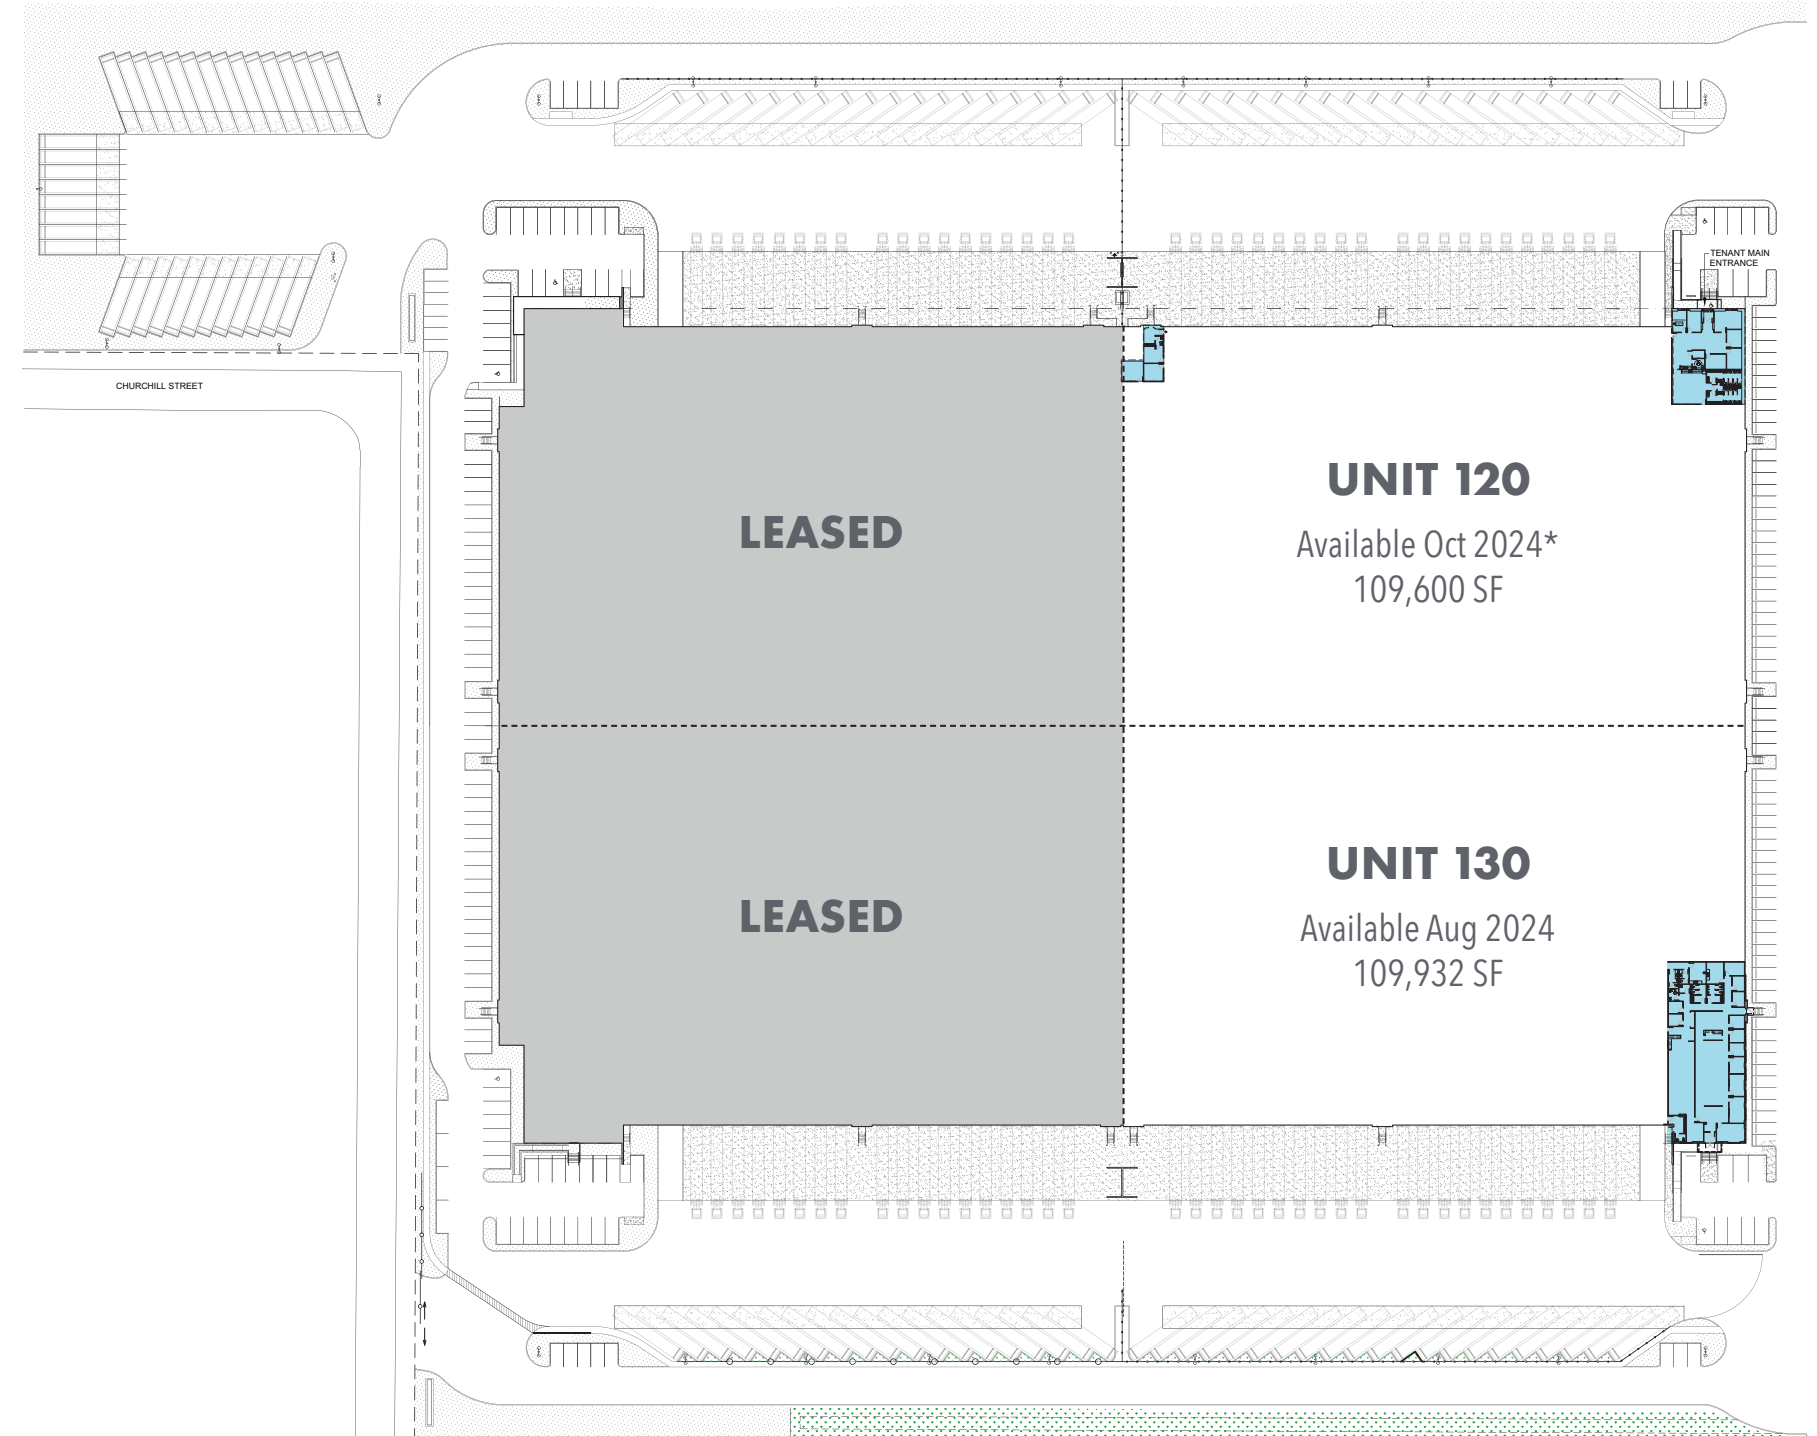 TENANT MAIN
ENTRANCE
CHURCHILL STREET
LEASED
UNIT 120
Available Oct 2024*
109,600 SF
LEASED
UNIT 130
Available Aug 2024
109,932 SF